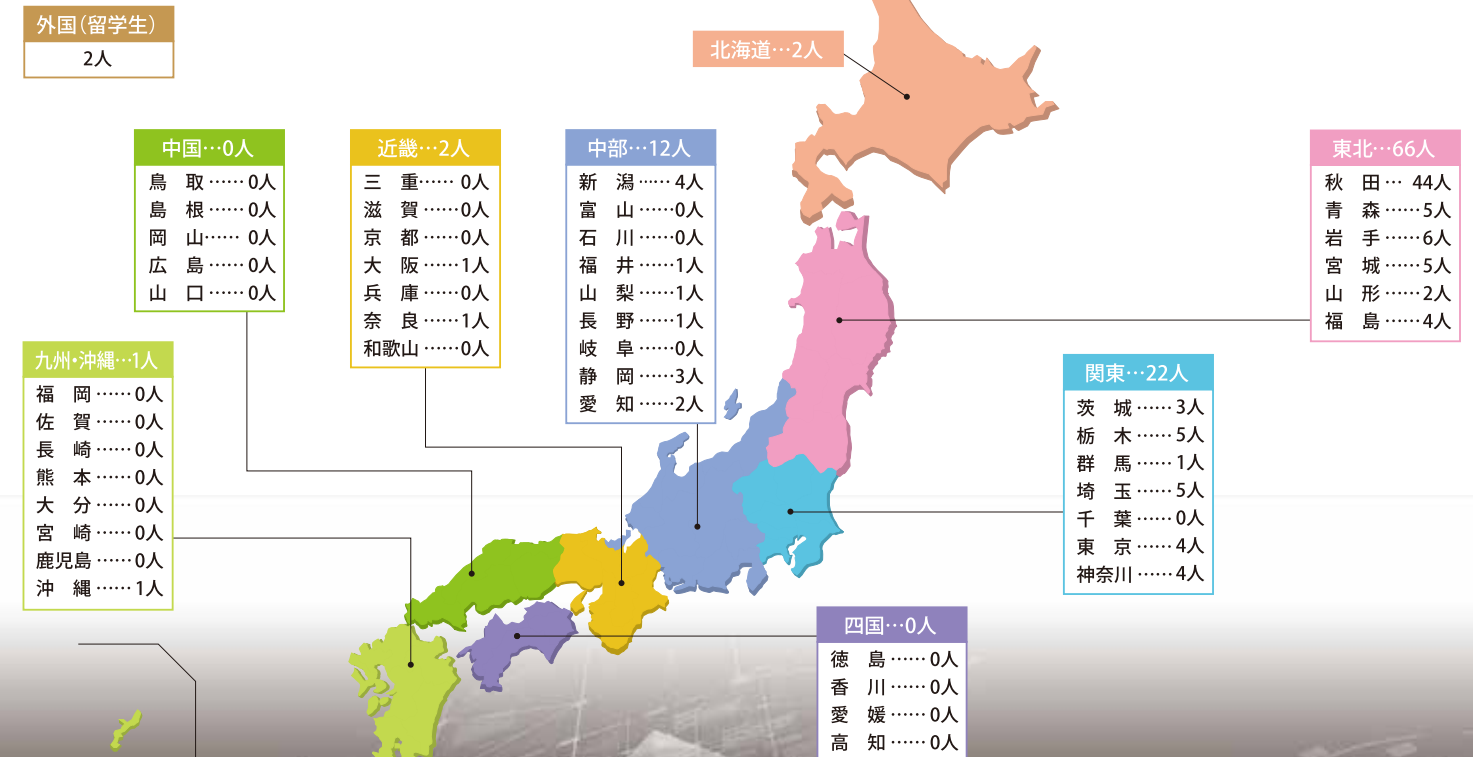 外国(留学生)
2人
北海道…2人
中国…0人
鳥 取……0人
島 根……0人
岡 山…… 0人
広 島……0人
山 口……0人
近畿…2人
三 重…… 0人
滋 賀……0人
京 都……0人
大 阪……1人
兵 庫……0人
奈 良……1人
和歌山……0人
中部…12人
新 潟……4人
富 山……0人
石 川……0人
福 井……1人
山 梨……1人
長 野……1人
岐 阜……0人
静 岡……3人
愛 知……2人
東北…66人
秋 田… 44人
青 森……5人
岩 手……6人
宮 城……5人
山 形……2人
福 島……4人
九州・沖縄…1人
福 岡……0人
佐 賀……0人
長 崎……0人
熊 本……0人
大 分……0人
宮 崎……0人
鹿児島……0人
沖 縄……1人
関東…22人
茨 城……3人
栃 木……5人
群 馬……1人
埼 玉……5人
千 葉……0人
東 京……4人
神奈川……4人
四国…0人
徳 島……0人
香 川……0人
愛 媛……0人
高 知……0人